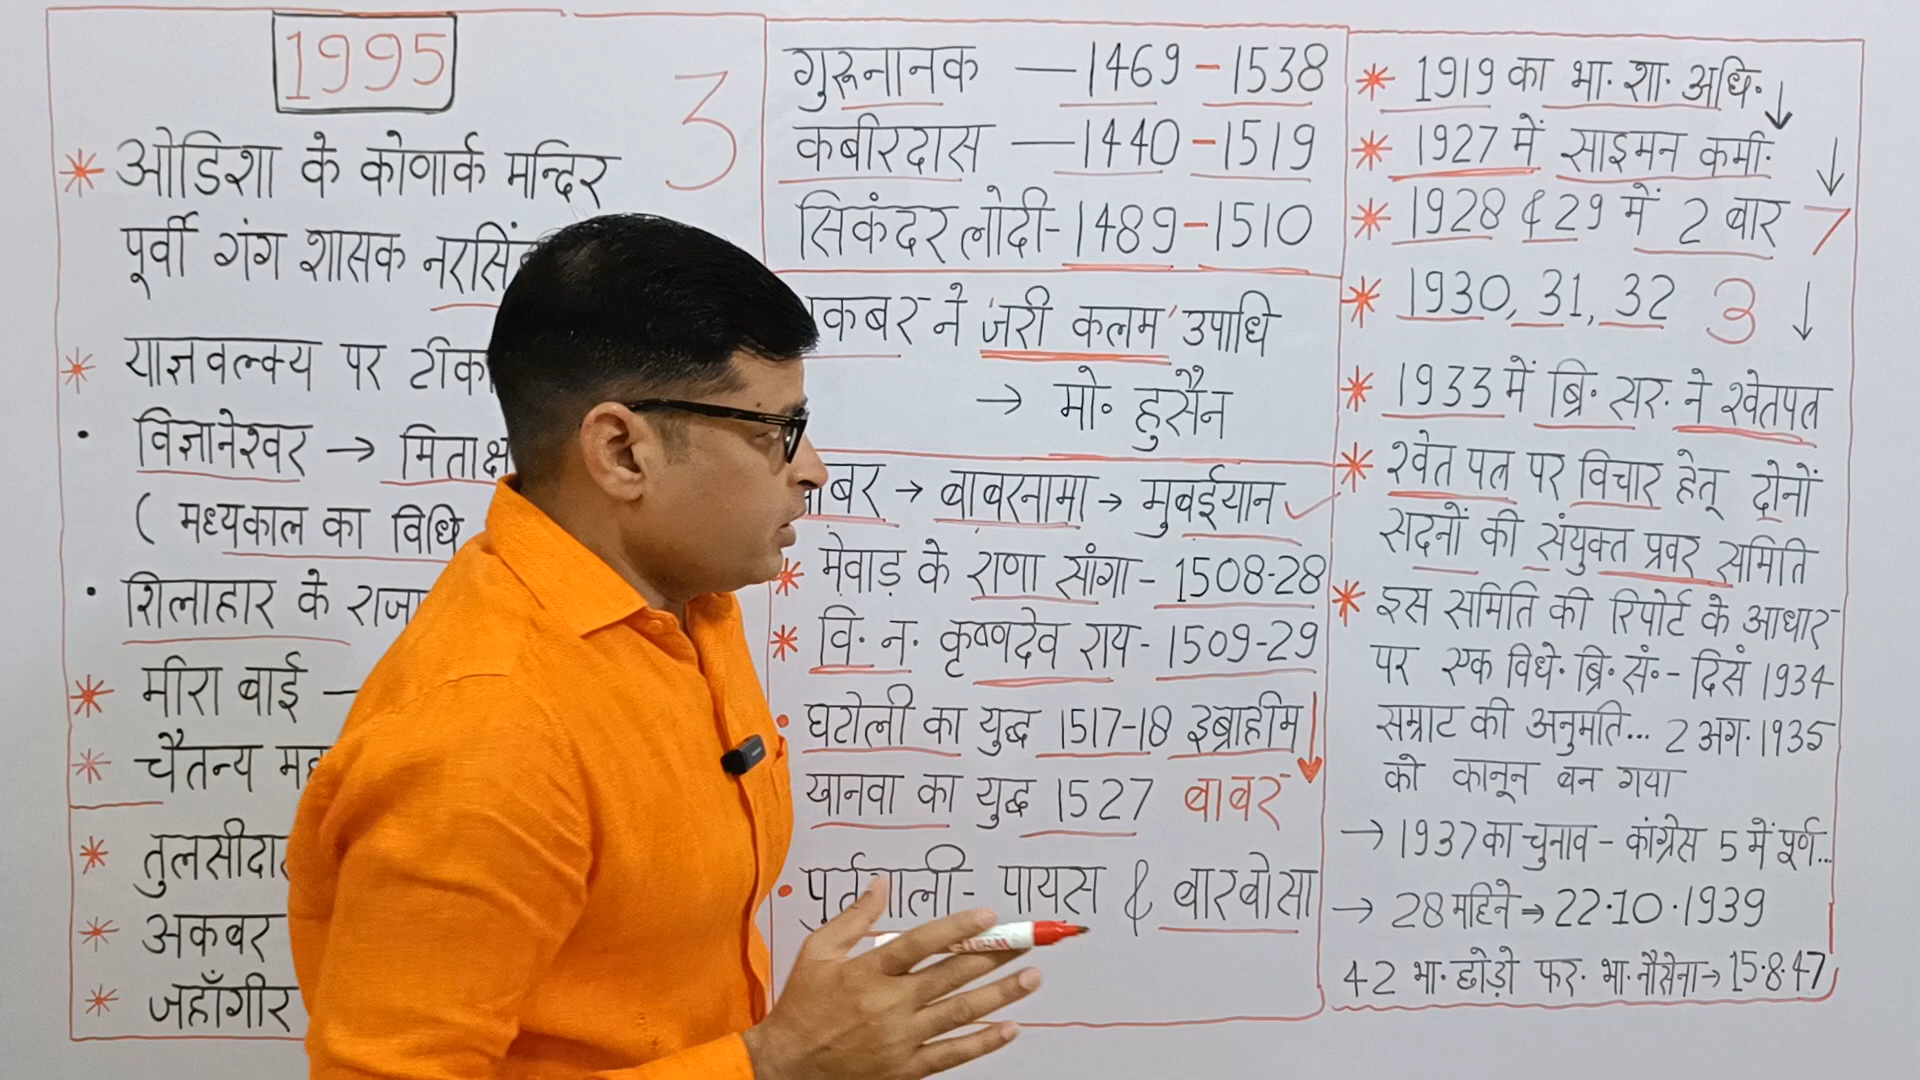 1995
3
* ओडिशा के कोणार्क मन्दिर
पूर्वी गंग शासक
* याज्ञवल्क्य पर
• विज्ञानेश्वर →
( मध्यकाल का विधि
• शिलाहार के
* मीरा बाई —
* चैतन्य
*
* अकबर
* जहाँगीर
गुरूनानक — 1469 – 1538
कबीरदास — 1440 – 1519
सिकंदर लोदी - 1489 – 1510
ने 'जरी कलम' उपाधि
→ मो० हुसैन
→ बाबरनामा → मुबईयान ✓
* मेवाड़ के राणा सांगा - 1508-28
* वि. न. कृष्णदेव राय - 1509-29
• घटोली का युद्ध 1517-18 इब्राहीम
खानवा का युद्ध 1527 बाबर
• - पायस & बारबोसा
* 1919 का भा. शा. अधि. ↓
* 1927 में साइमन कमी. ↓
* 1928 & 29 में 2 बार 7
* 1930, 31, 32 3 ↓
* 1933 में ब्रि. सर. ने श्वेतपत्र
* श्वेत पत्र पर विचार हेतू दोनों
सदनों की संयुक्त प्रवर समिति
* इस समिति की रिपोर्ट के आधार
पर एक विधे. ब्रि. सं. - दिसं 1934
सम्राट की अनुमति... 2 अग. 1935
को कानून बन गया
→ 1937 का चुनाव - कांग्रेस 5 में पूर्ण...
→ 28 महिने → 22.10.1939
42 भा. छोड़ो फर. भा. नौसेना → 15.8.47